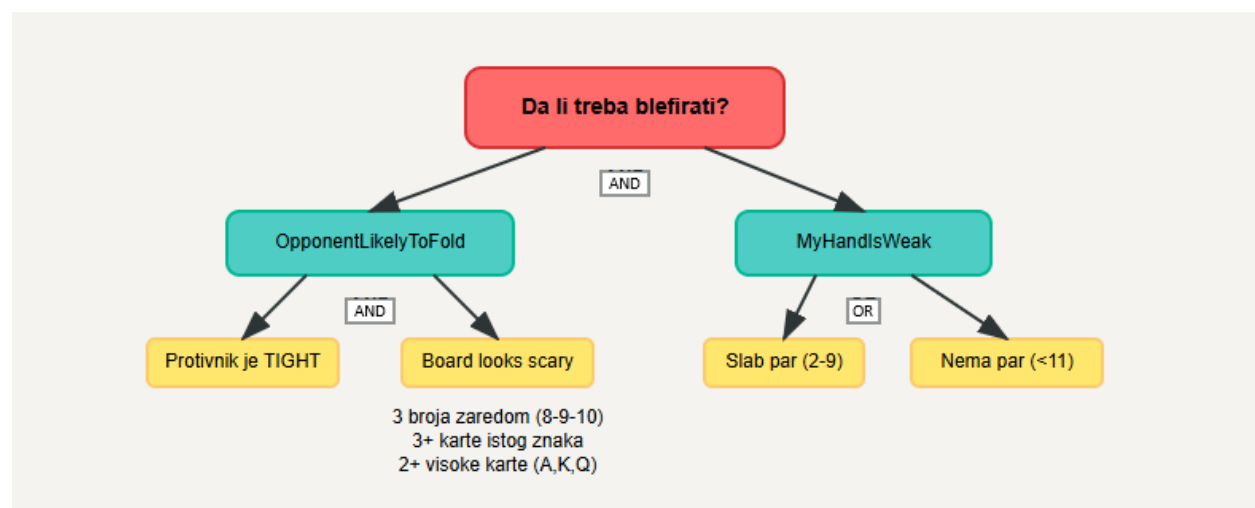 Da li treba blefirati?
AND
OpponentLikelyToFold
MyHandIsWeak
AND
OR
Protivnik je TIGHT
Board looks scary
Slab par (2-9)
Nema par (<11)
3 broja zaredom (8-9-10)
3+ karte istog znaka
2+ visoke karte (A,K,Q)